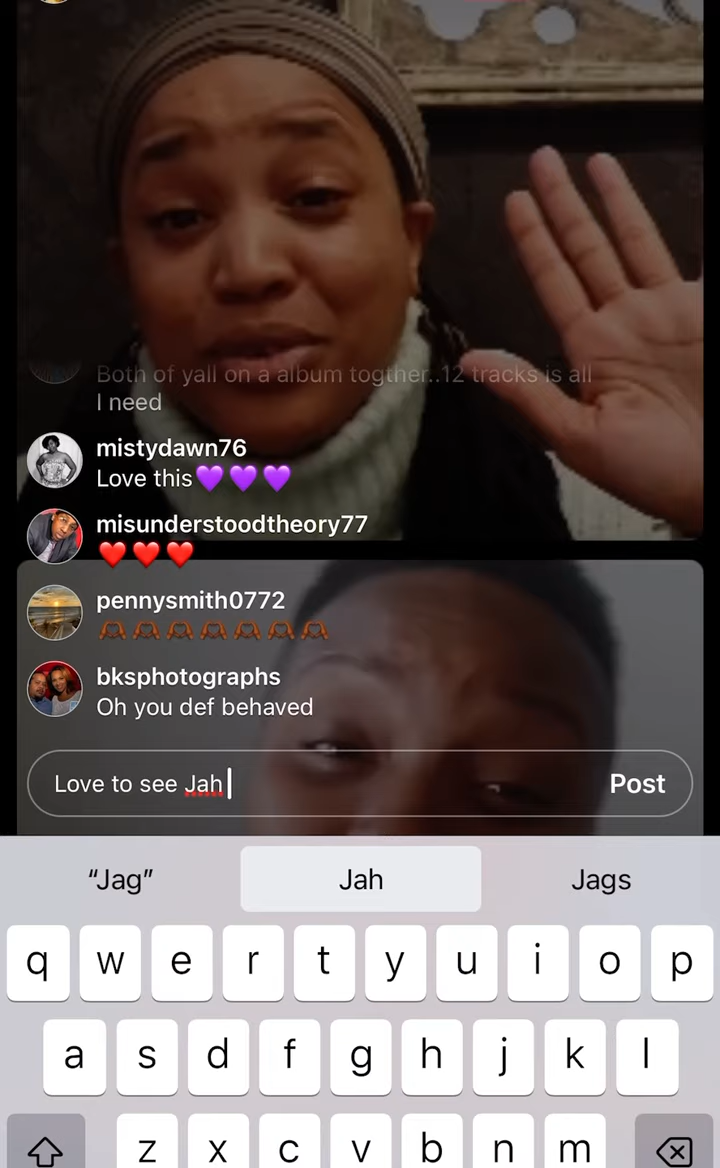 Both of yall on a album togther..12 tracks is all
I need
mistydawn76
Love this💜💜💜
misunderstoodtheory77
❤️❤️❤️
pennysmith0772
🫶🏾🫶🏾🫶🏾🫶🏾🫶🏾🫶🏾🫶🏾
bksphotographs
Oh you def behaved
Love to see Jah Post
“Jag” Jah Jags
q w e r t y u i o p
a s d f g h j k l
z x c v b n m